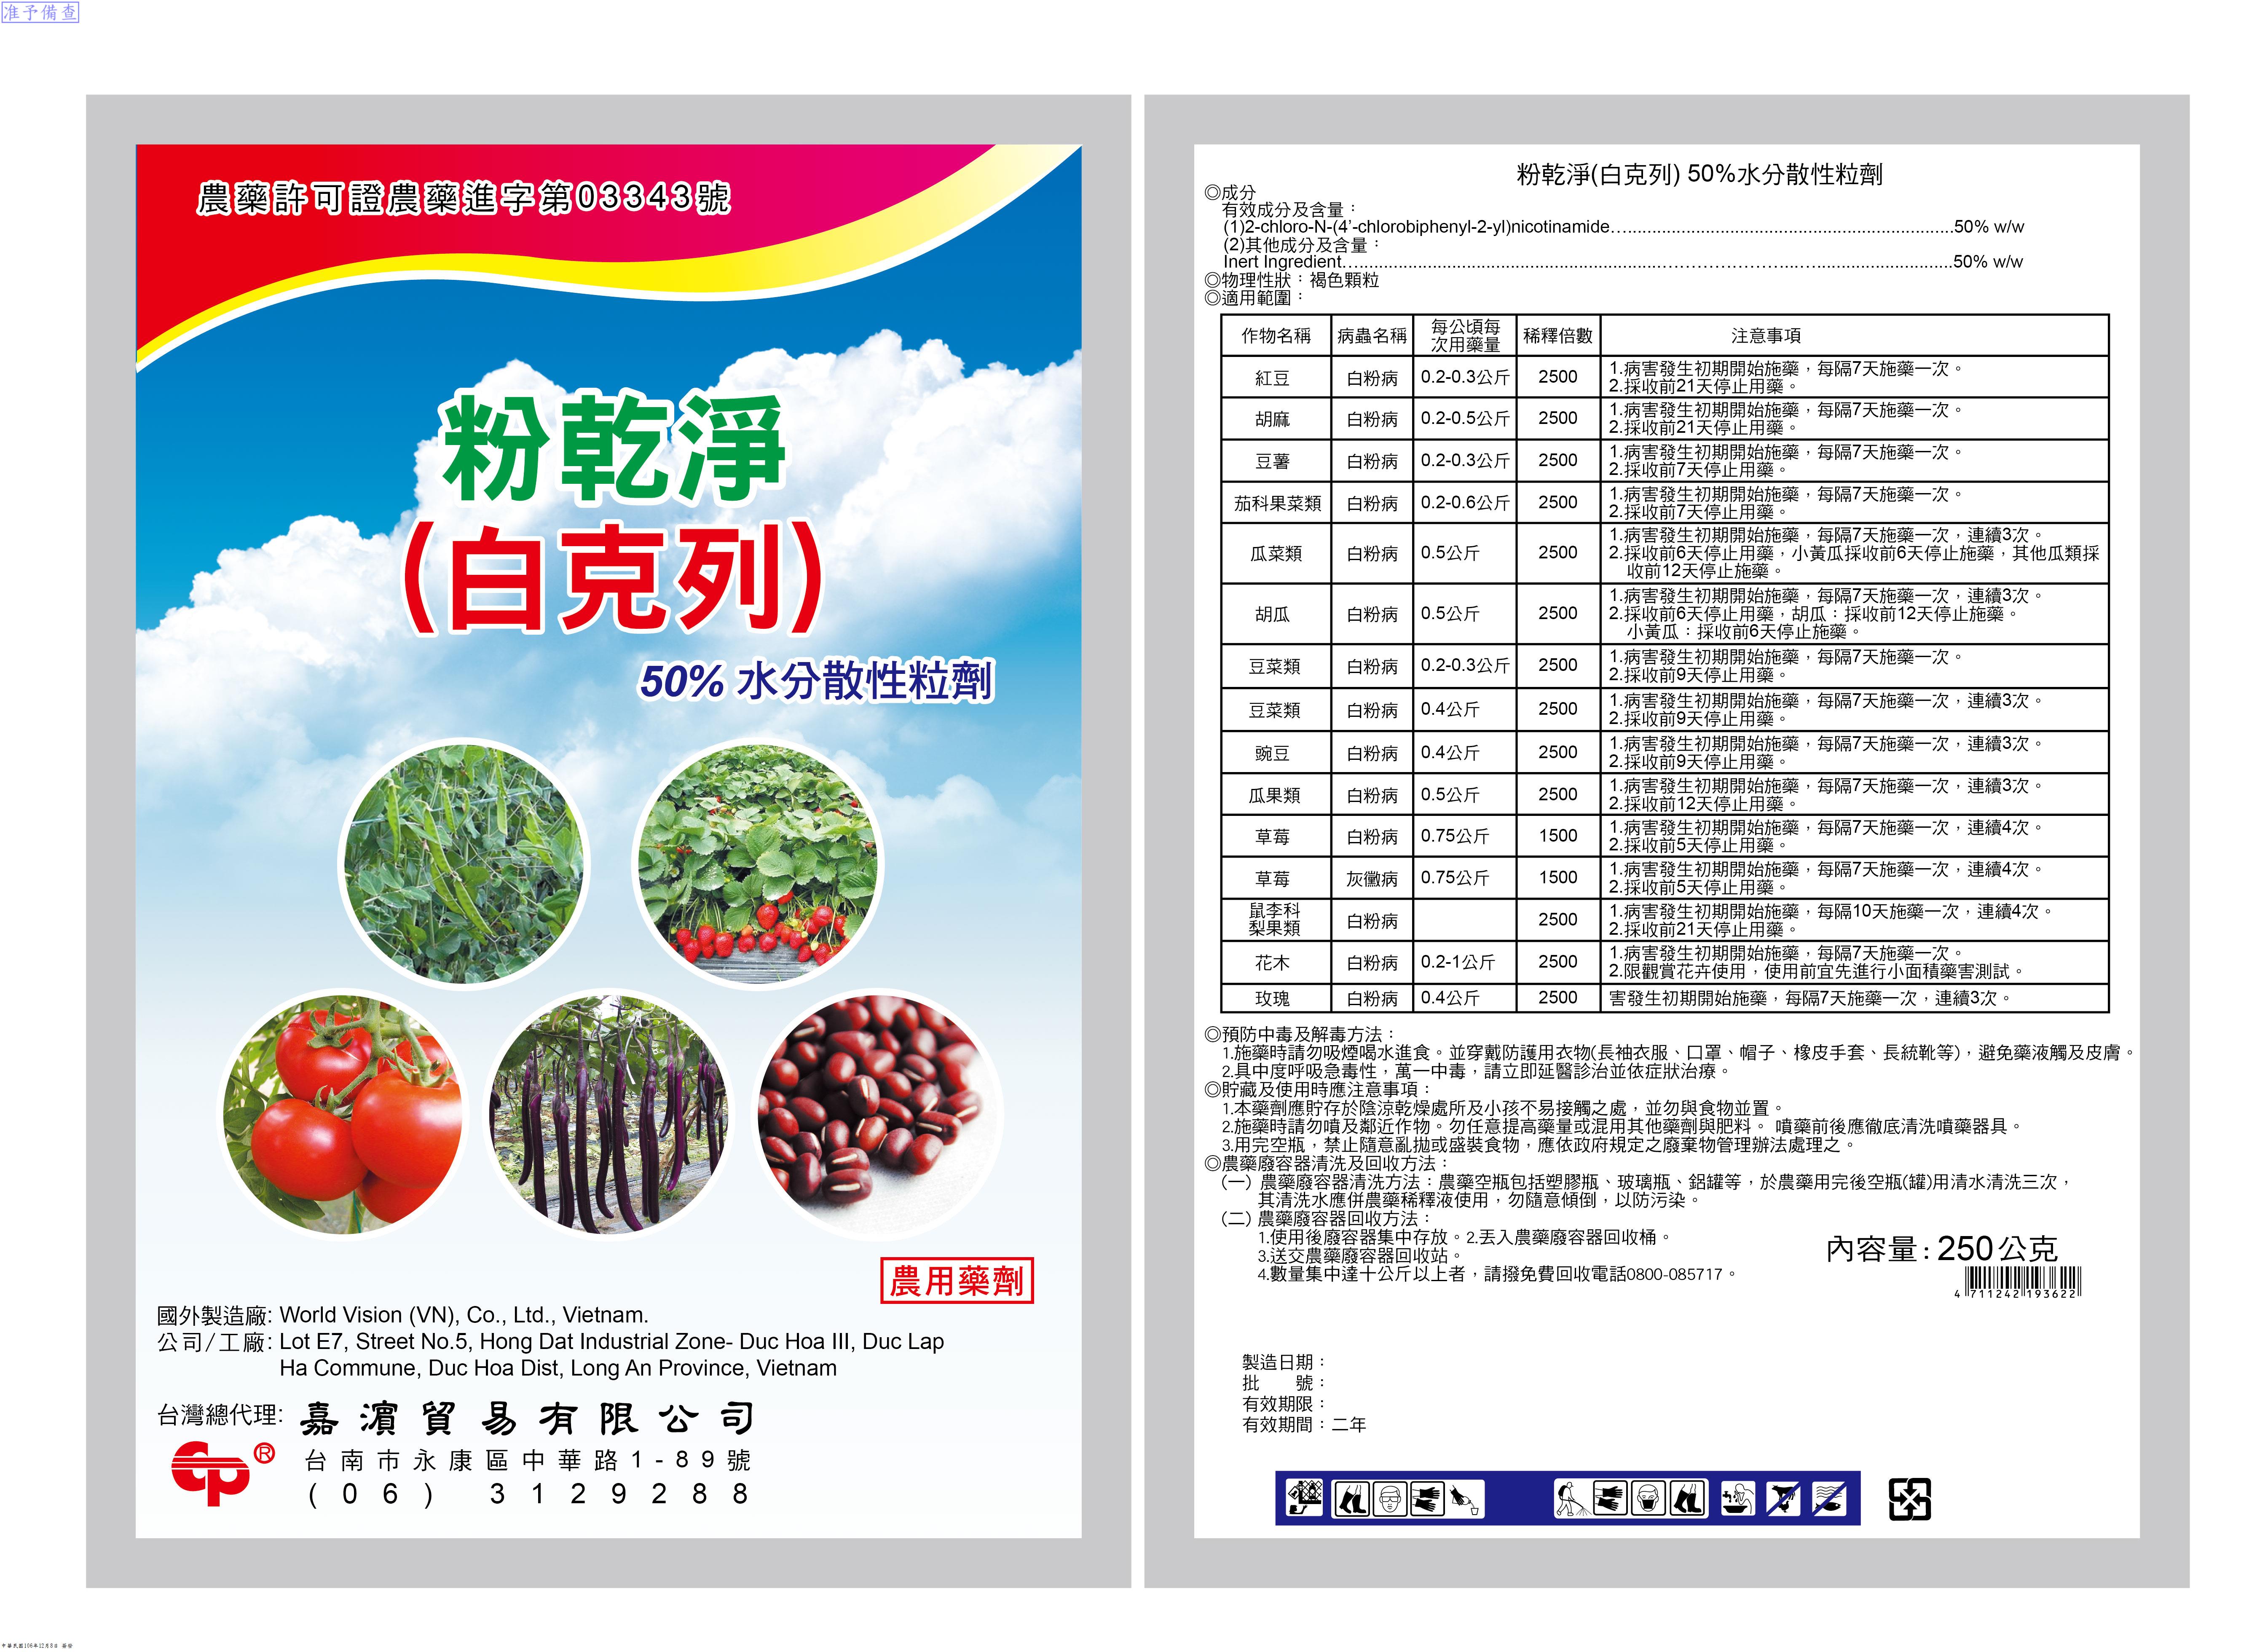 准予備查
農藥許可證農藥進字第03343號
粉乾淨
(白克列)
50% 水分散性粒劑
農用藥劑
國外製造廠: World Vision (VN), Co., Ltd., Vietnam.
公司/工廠: Lot E7, Street No.5, Hong Dat Industrial Zone- Duc Hoa III, Duc Lap
Ha Commune, Duc Hoa Dist, Long An Province, Vietnam
台灣總代理: 嘉濵貿易有限公司
台南市永康區中華路1-89號
(06) 3129288
CP®
粉乾淨(白克列) 50%水分散性粒劑
◎成分
有效成分及含量：
(1)2-chloro-N-(4’-chlorobiphenyl-2-yl)nicotinamide.......................................................................50% w/w
(2)其他成分及含量：
Inert Ingredient.......................................................................50% w/w
◎物理性狀：褐色顆粒
◎適用範圍：
作物名稱 病蟲名稱 每公頃每次用藥量 稀釋倍數 注意事項
紅豆 白粉病 0.2-0.3公斤 2500 1.病害發生初期開始施藥，每隔7天施藥一次。
2.採收前21天停止用藥。
胡麻 白粉病 0.2-0.5公斤 2500 1.病害發生初期開始施藥，每隔7天施藥一次。
2.採收前21天停止用藥。
豆薯 白粉病 0.2-0.3公斤 2500 1.病害發生初期開始施藥，每隔7天施藥一次。
2.採收前7天停止用藥。
茄科果菜類 白粉病 0.2-0.6公斤 2500 1.病害發生初期開始施藥，每隔7天施藥一次。
2.採收前7天停止用藥。
瓜菜類 白粉病 0.5公斤 2500 1.病害發生初期開始施藥，每隔7天施藥一次，連續3次。
2.採收前6天停止用藥，小黃瓜採收前6天停止施藥，其他瓜類採
收前12天停止施藥。
胡瓜 白粉病 0.5公斤 2500 1.病害發生初期開始施藥，每隔7天施藥一次，連續3次。
2.採收前6天停止用藥，胡瓜：採收前12天停止施藥。
小黃瓜：採收前6天停止施藥。
豆菜類 白粉病 0.2-0.3公斤 2500 1.病害發生初期開始施藥，每隔7天施藥一次。
2.採收前9天停止用藥。
豆菜類 白粉病 0.4公斤 2500 1.病害發生初期開始施藥，每隔7天施藥一次，連續3次。
2.採收前9天停止用藥。
豌豆 白粉病 0.4公斤 2500 1.病害發生初期開始施藥，每隔7天施藥一次，連續3次。
2.採收前9天停止用藥。
瓜果類 白粉病 0.5公斤 2500 1.病害發生初期開始施藥，每隔7天施藥一次，連續3次。
2.採收前12天停止用藥。
草莓 白粉病 0.75公斤 1500 1.病害發生初期開始施藥，每隔7天施藥一次，連續4次。
2.採收前5天停止用藥。
草莓 灰黴病 0.75公斤 1500 1.病害發生初期開始施藥，每隔7天施藥一次，連續4次。
2.採收前5天停止用藥。
鼠李科梨果類 白粉病 2500 1.病害發生初期開始施藥，每隔10天施藥一次，連續4次。
2.採收前21天停止用藥。
花木 白粉病 0.2-1公斤 2500 1.病害發生初期開始施藥，每隔7天施藥一次。
2.限觀賞花卉使用，使用前宜先進行小面積藥害測試。
玫瑰 白粉病 0.4公斤 2500 害發生初期開始施藥，每隔7天施藥一次，連續3次。
◎預防中毒及解毒方法：
1.施藥時請勿吸煙喝水進食。並穿戴防護用衣物(長袖衣服、口罩、帽子、橡皮手套、長統靴等)，避免藥液觸及皮膚。
2.具中度呼吸急毒性，萬一中毒，請立即延醫診治並依症狀治療。
◎貯藏及使用時應注意事項：
1.本藥劑應貯存於陰涼乾燥處所及小孩不易接觸之處，並勿與食物並置。
2.施藥時請勿噴及鄰近作物。勿任意提高藥量或混用其他藥劑與肥料。 噴藥前後應徹底清洗噴藥器具。
3.用完空瓶，禁止隨意亂拋或盛裝食物，應依政府規定之廢棄物管理辦法處理之。
◎農藥廢容器清洗及回收方法：
(一) 農藥廢容器清洗方法：農藥空瓶包括塑膠瓶、玻璃瓶、鋁罐等，於農藥用完後空瓶(罐)用清水清洗三次，
其清洗水應併農藥稀釋液使用，勿隨意傾倒，以防污染。
(二) 農藥廢容器回收方法：
1.使用後廢容器集中存放。2.丟入農藥廢容器回收桶。
3.送交農藥廢容器回收站。
4.數量集中達十公斤以上者，請撥免費回收電話0800-085717。
內容量：250公克
4 711242 193622
製造日期：
批　　號：
有效期限：
有效期間：二年
中華民國106年12月8日 薛裕